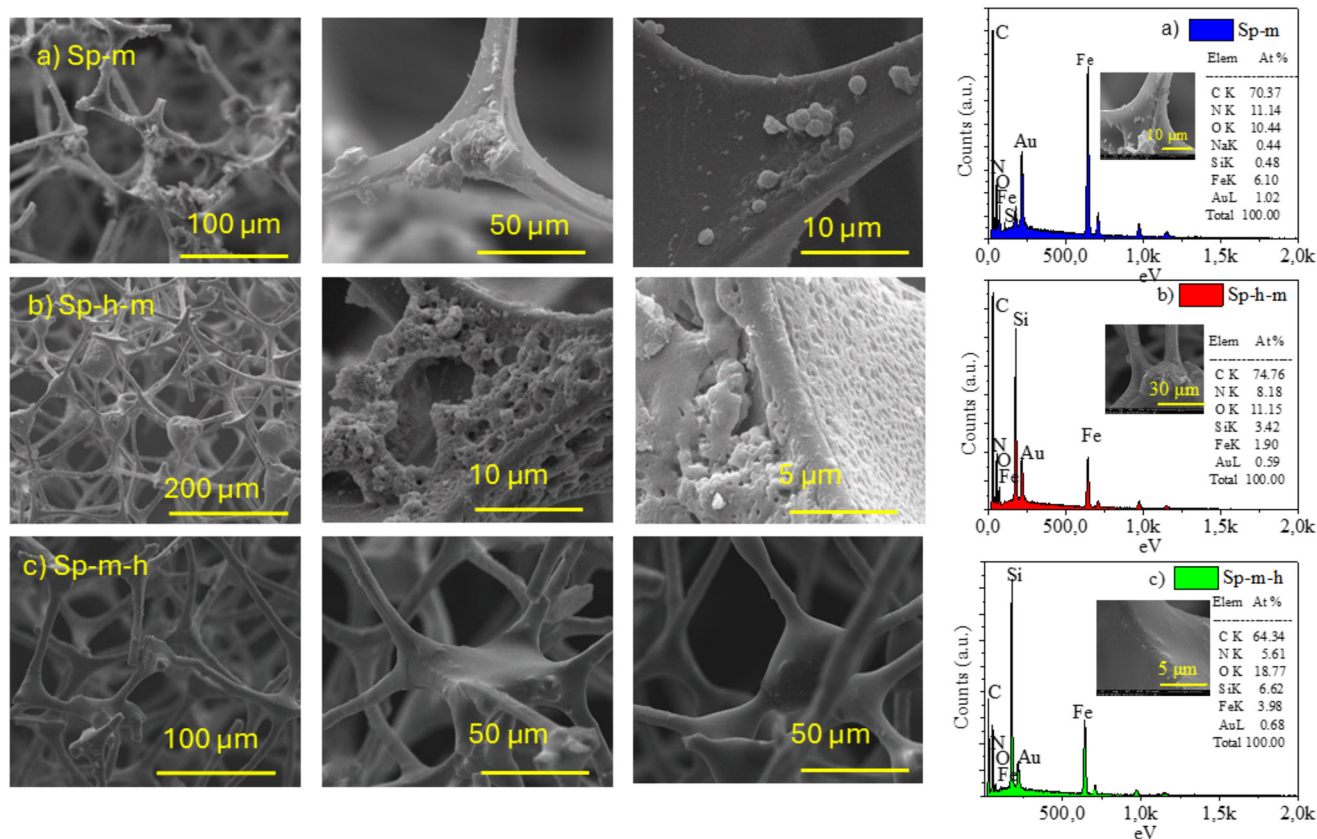 a) Sp-m
100 µm
50 µm
10 µm
b) Sp-h-m
200 µm
10 µm
5 µm
c) Sp-m-h
100 µm
50 µm
50 µm
a) Sp-m
C
Fe
Au
N
O
Fe
Si
Elem At %
C K 70.37
N K 11.14
O K 10.44
NaK 0.44
SiK 0.48
FeK 6.10
AuL 1.02
Total 100.00
10 µm
Counts (a.u.)
0,0 500,0 1,0k 1,5k 2,0k
eV
b) Sp-h-m
C
Si
N
O
Fe
Au
Fe
Elem At %
C K 74.76
N K 8.18
O K 11.15
SiK 3.42
FeK 1.90
AuL 0.59
Total 100.00
30 µm
Counts (a.u.)
0,0 500,0 1,0k 1,5k 2,0k
eV
c) Sp-m-h
Si
C
N
O
Fe
Au
Fe
Elem At %
C K 64.34
N K 5.61
O K 18.77
SiK 6.62
FeK 3.98
AuL 0.68
Total 100.00
5 µm
Counts (a.u.)
500,0 1,0k 1,5k 2,0k
eV